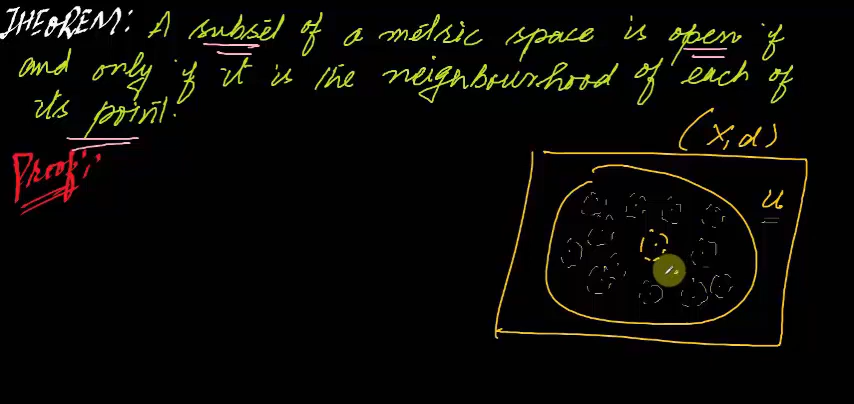 THEOREM: A subset of a metric space is open if
and only if it is the neighbourhood of each of
its point.
(X,d)
Proof:
u